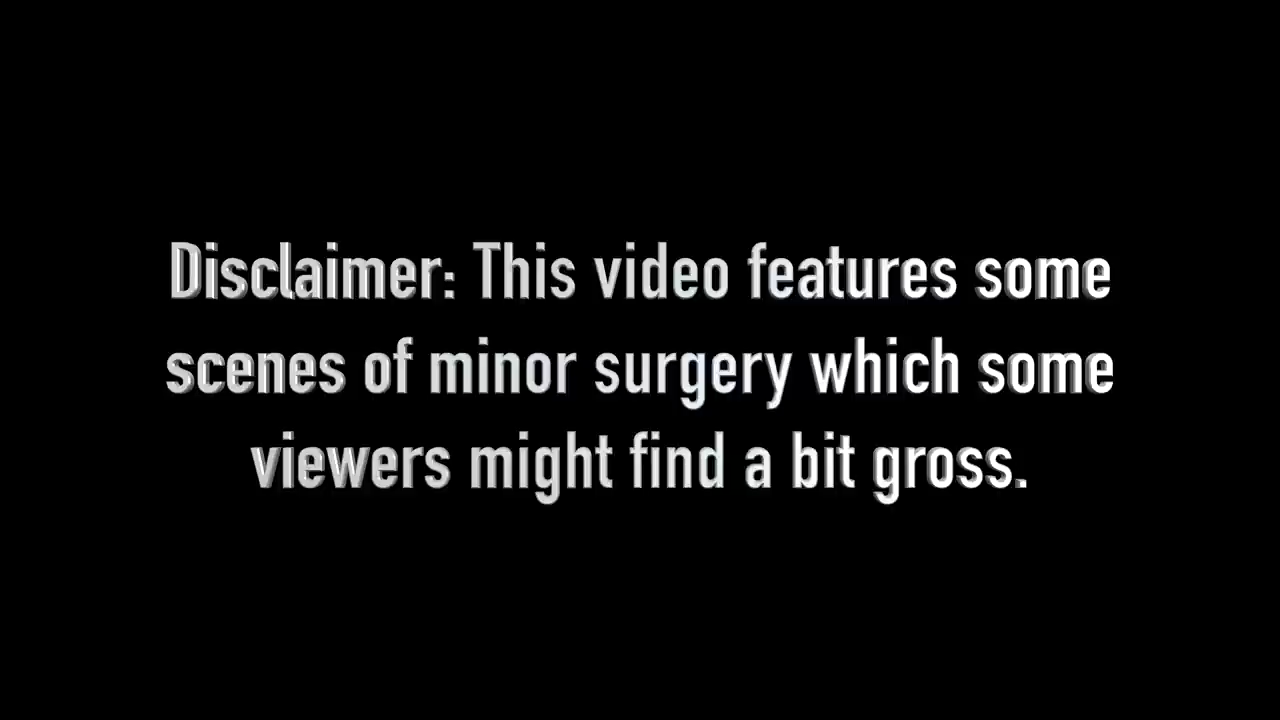 Disclaimer: This video features some
scenes of minor surgery which some
viewers might find a bit gross.